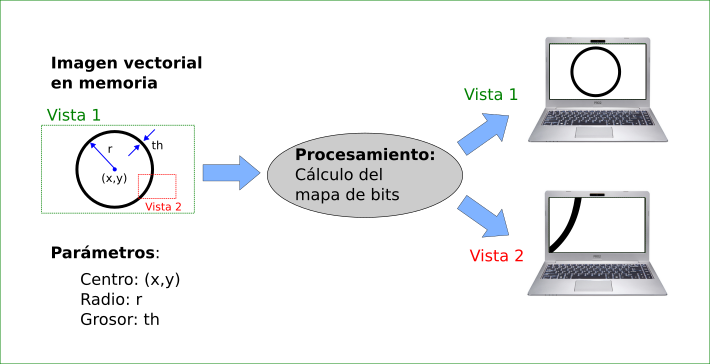 Imagen vectorial
en memoria
Vista 1
r
th
(x,y)
Vista 2
Parámetros:
Centro: (x,y)
Radio: r
Grosor: th
Procesamiento:
Cálculo del
mapa de bits
Vista 1
Vista 2